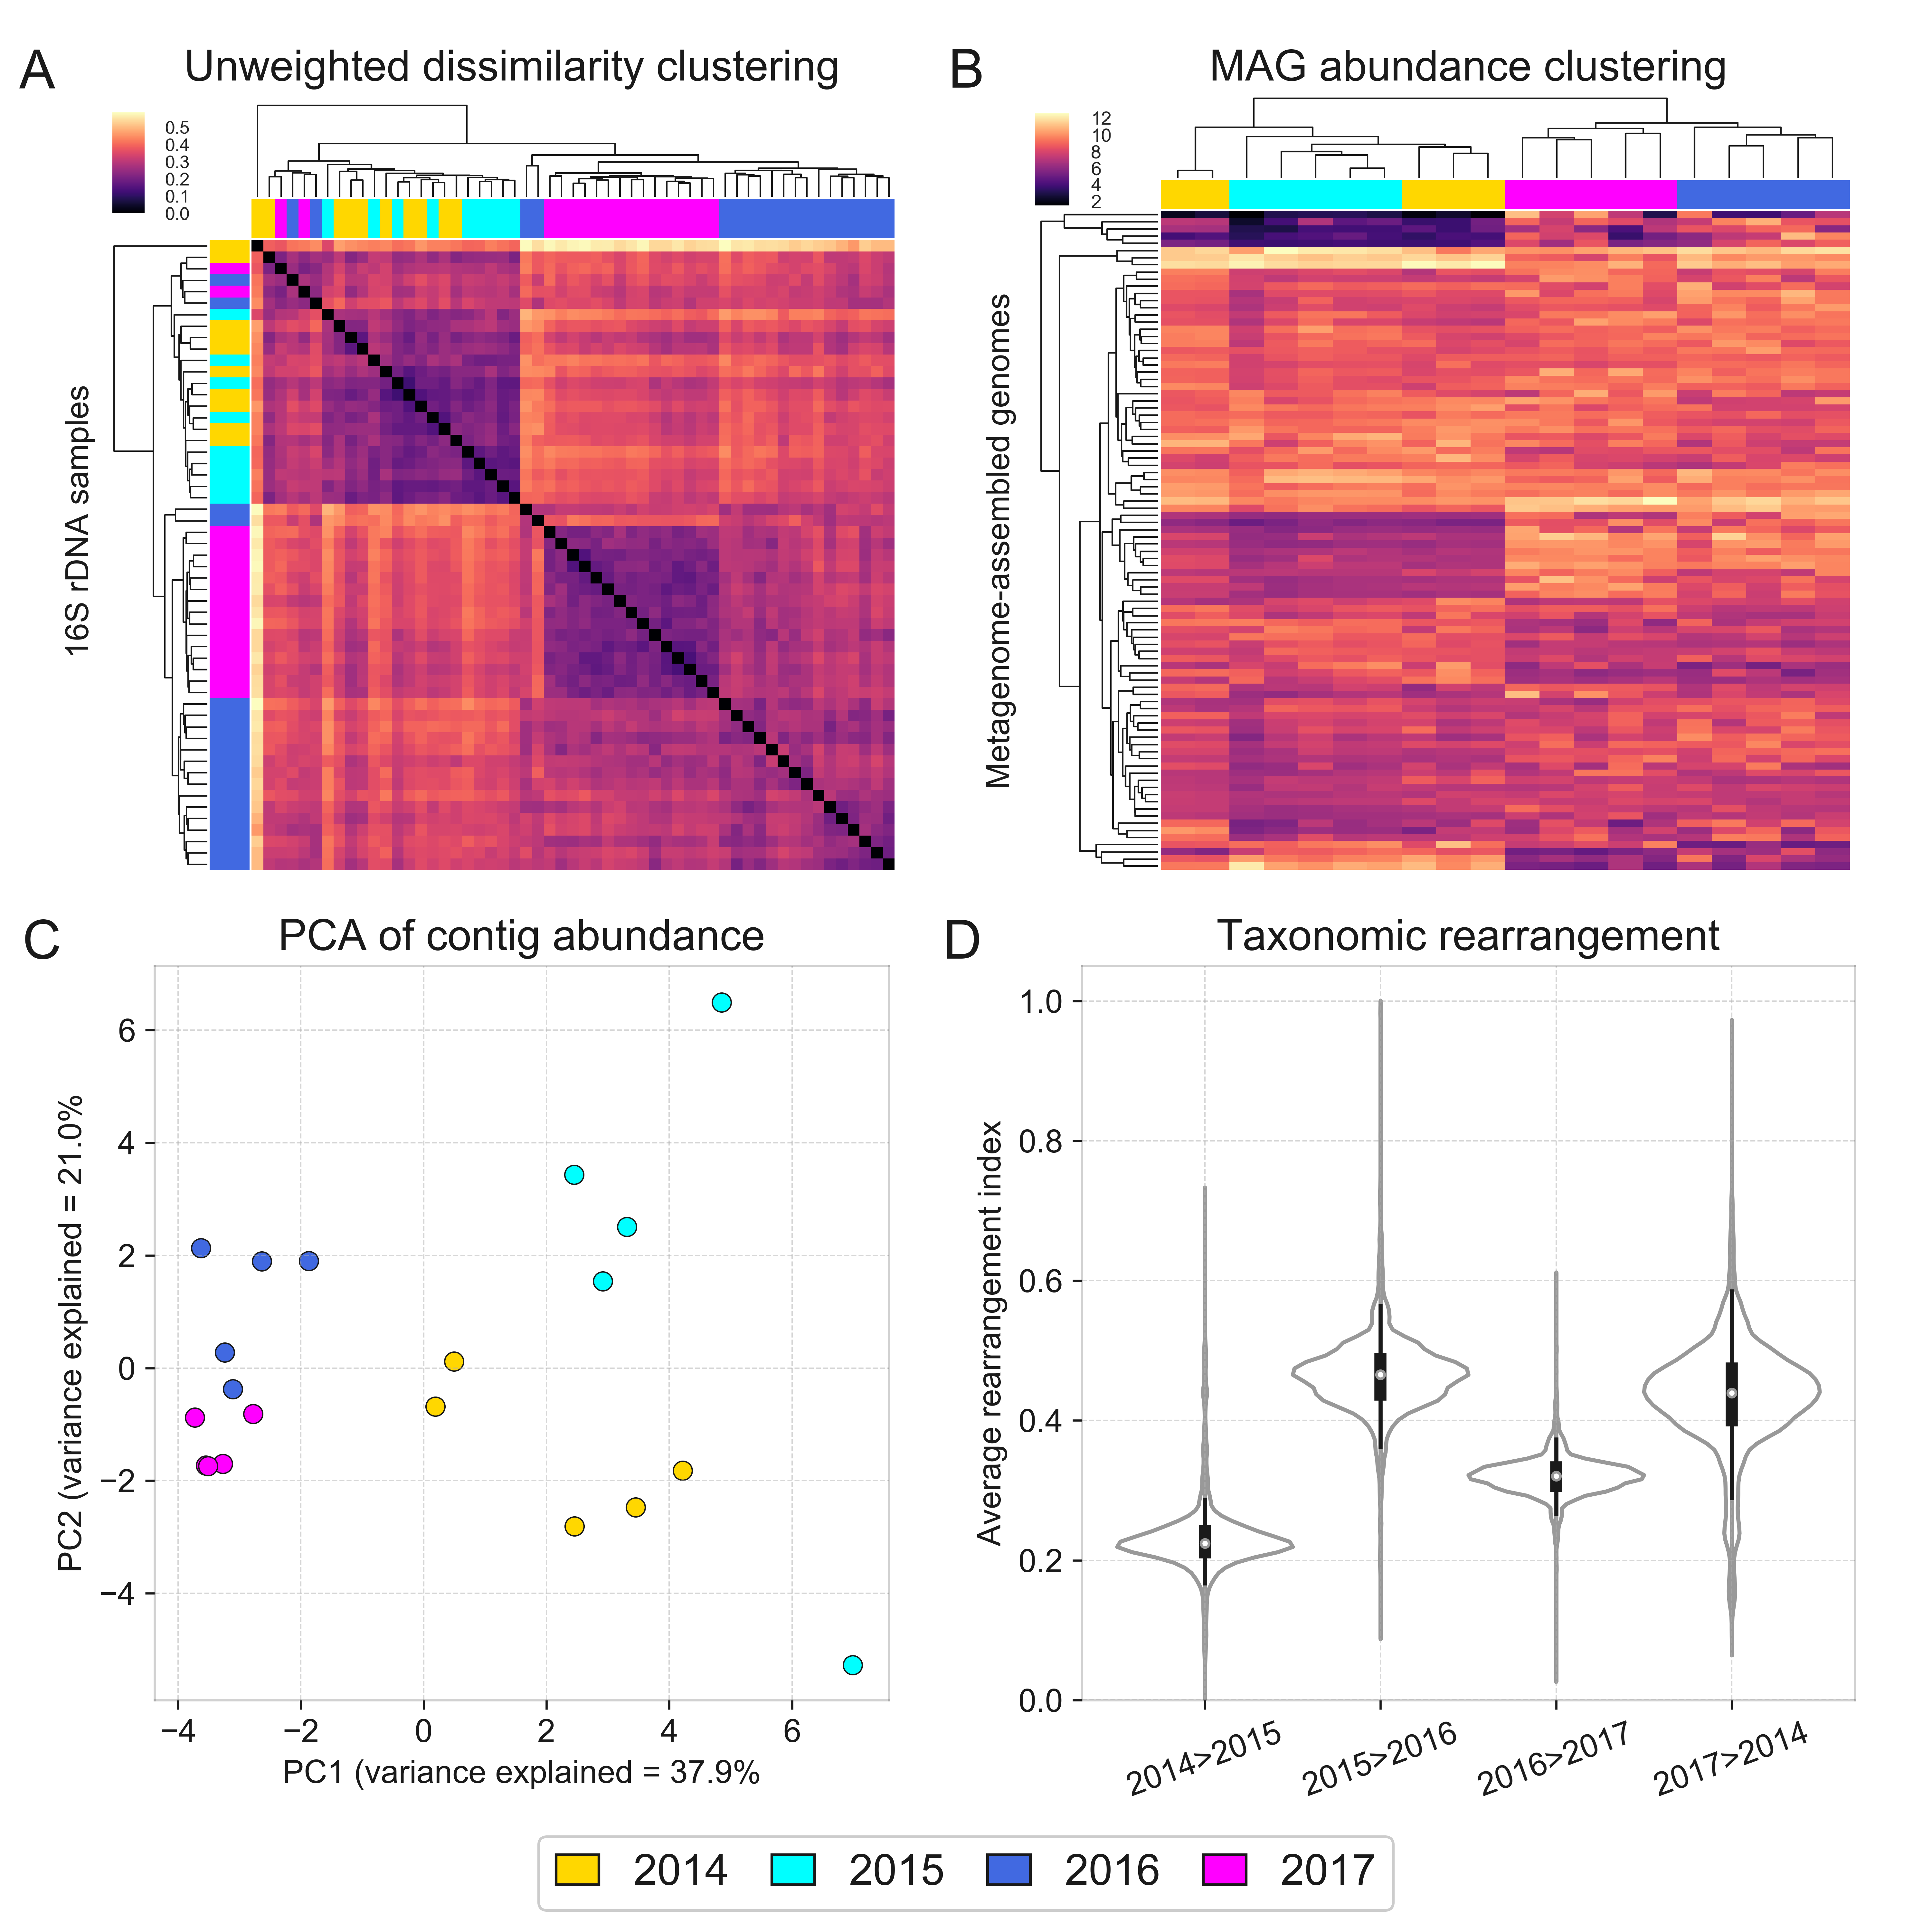 A
Unweighted dissimilarity clustering
0.5
0.4
0.3
0.2
0.1
0.0
16S rDNA samples
B
MAG abundance clustering
12
10
8
6
4
2
Metagenome-assembled genomes
C
PCA of contig abundance
6
4
2
0
−2
−4
PC2 (variance explained = 21.0%
−4
−2
0
2
4
6
PC1 (variance explained = 37.9%
D
Taxonomic rearrangement
1.0
0.8
0.6
0.4
0.2
0.0
Average rearrangement index
2014>2015
2015>2016
2016>2017
2017>2014
2014
2015
2016
2017